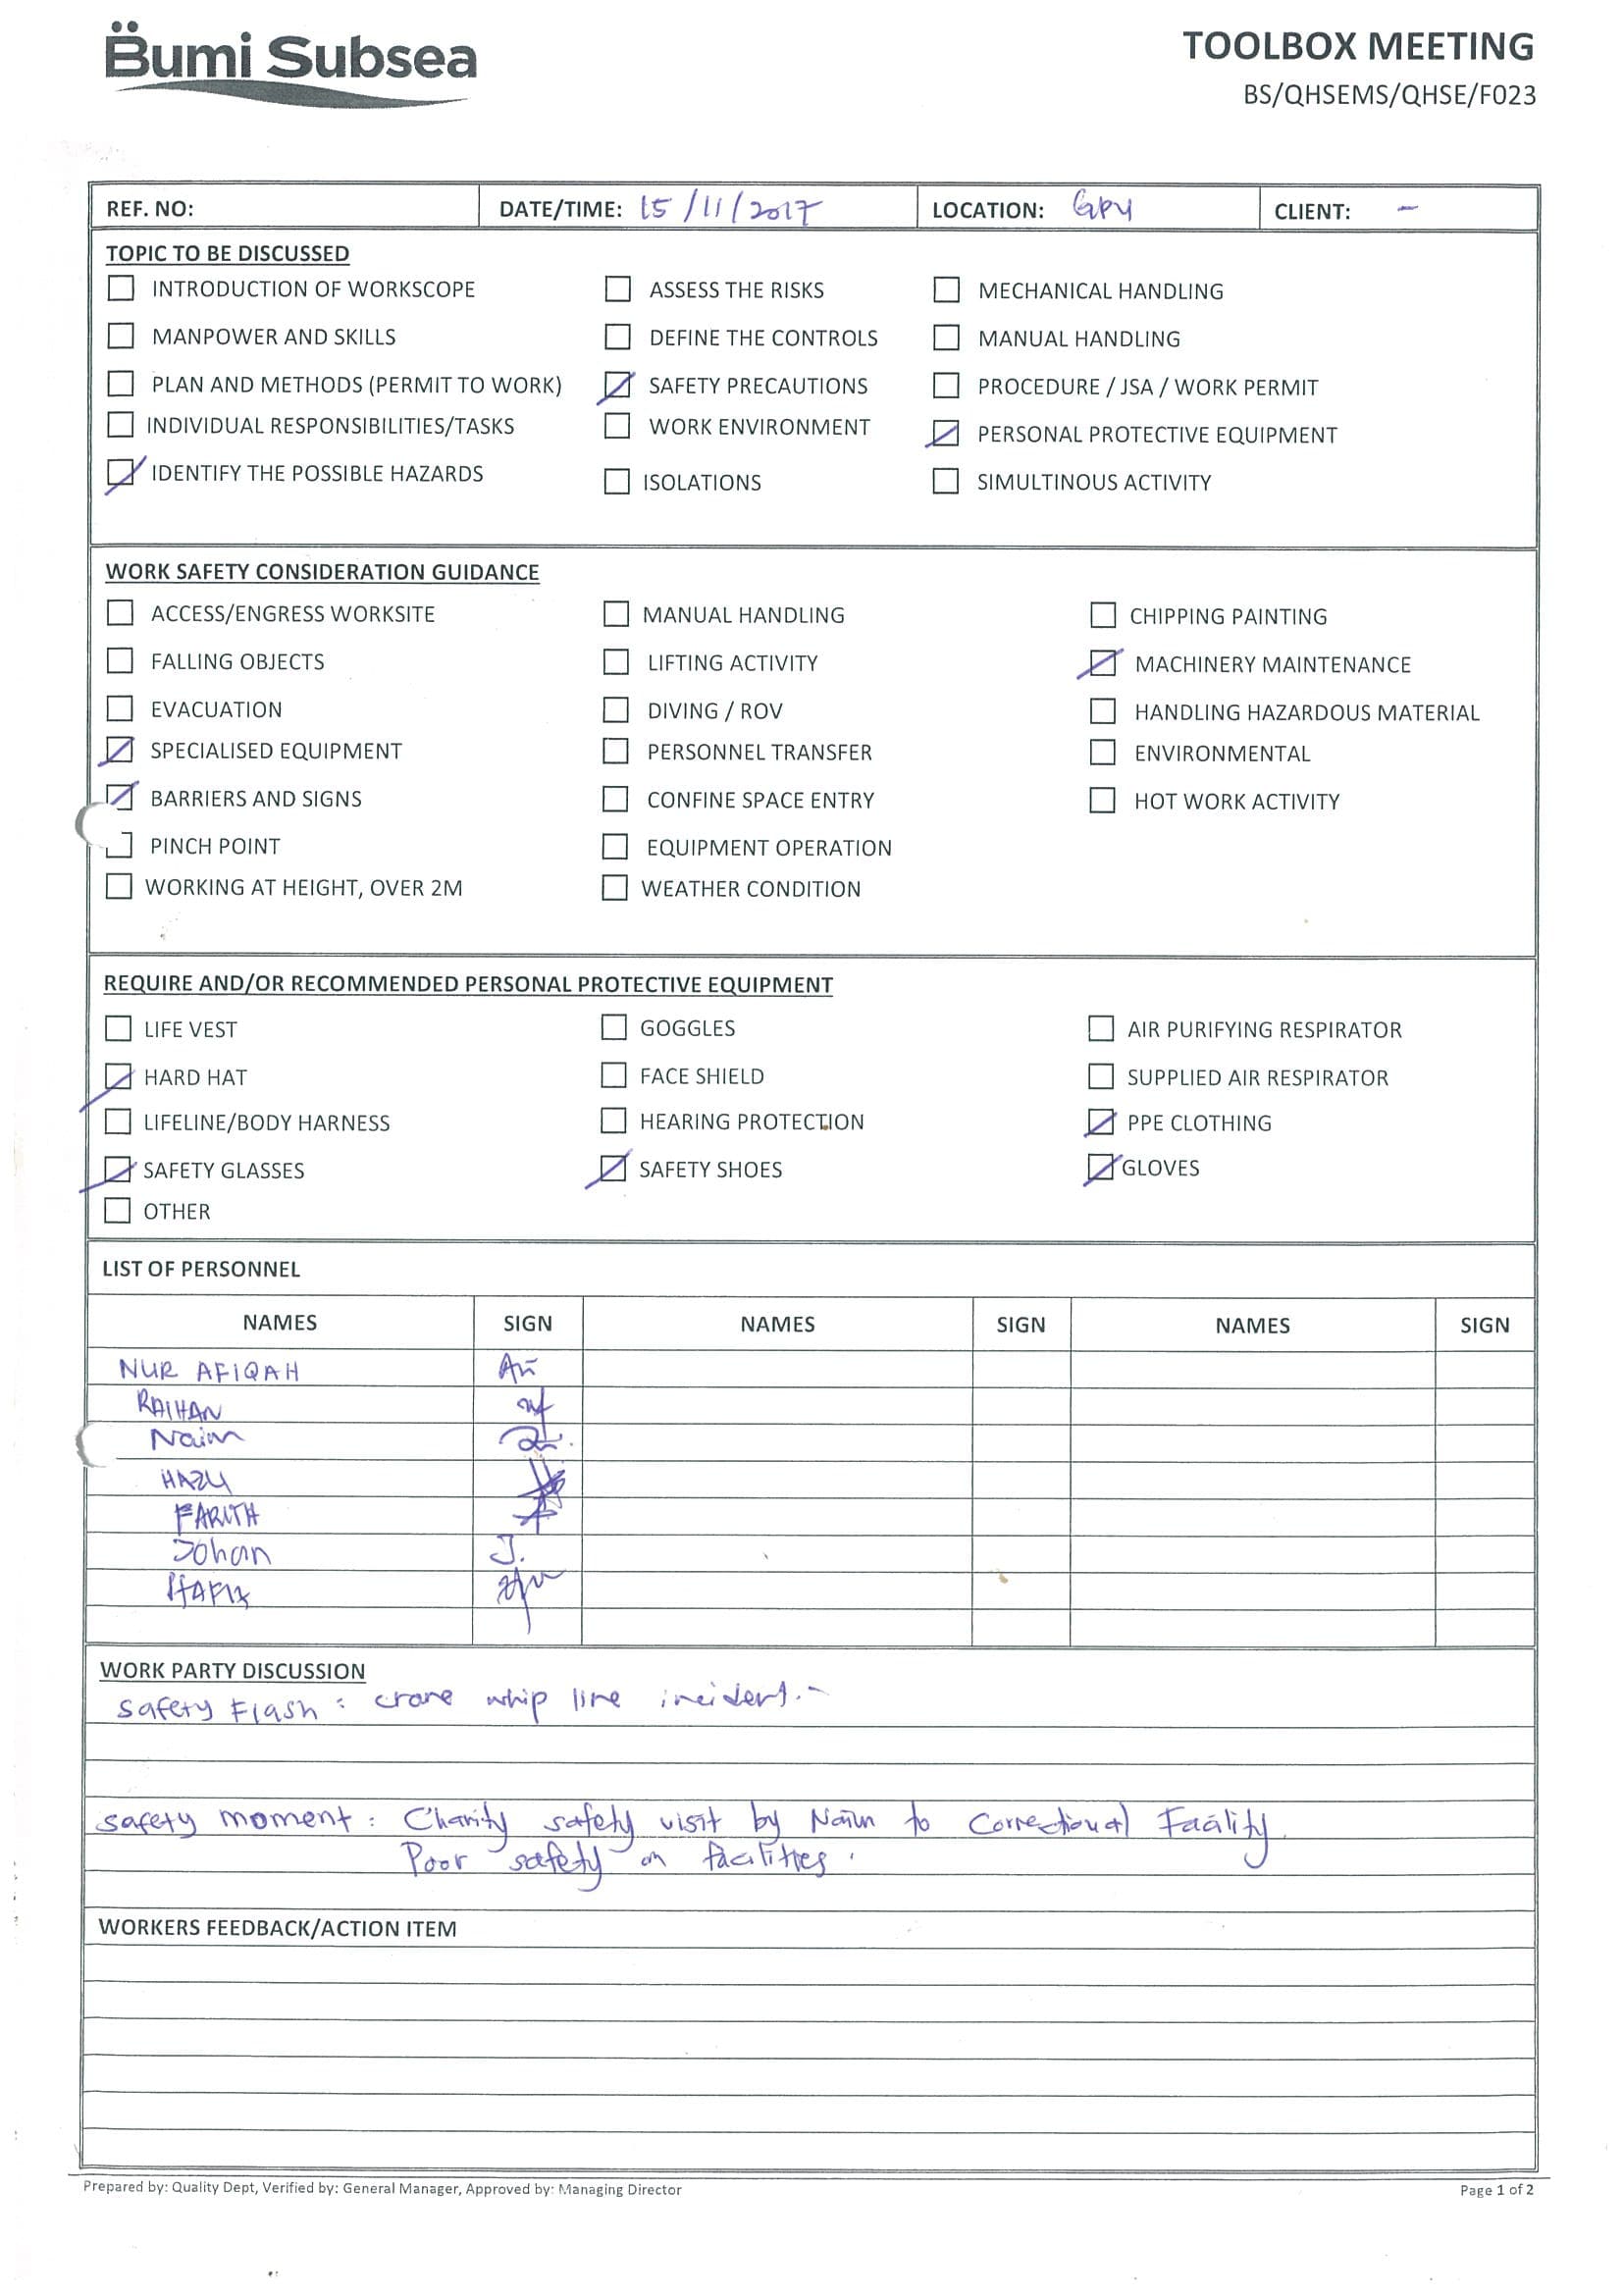 Bumi Subsea
TOOLBOX MEETING
BS/QHSEMS/QHSE/F023
REF. NO: DATE/TIME: 15/11/2017 LOCATION: CLIENT: –
TOPIC TO BE DISCUSSED
INTRODUCTION OF WORKSCOPE ASSESS THE RISKS MECHANICAL HANDLING
MANPOWER AND SKILLS DEFINE THE CONTROLS MANUAL HANDLING
PLAN AND METHODS (PERMIT TO WORK) SAFETY PRECAUTIONS PROCEDURE / JSA / WORK PERMIT
INDIVIDUAL RESPONSIBILITIES/TASKS WORK ENVIRONMENT PERSONAL PROTECTIVE EQUIPMENT
IDENTIFY THE POSSIBLE HAZARDS ISOLATIONS SIMULTINOUS ACTIVITY
WORK SAFETY CONSIDERATION GUIDANCE
ACCESS/ENGRESS WORKSITE MANUAL HANDLING CHIPPING PAINTING
FALLING OBJECTS LIFTING ACTIVITY MACHINERY MAINTENANCE
EVACUATION DIVING / ROV HANDLING HAZARDOUS MATERIAL
SPECIALISED EQUIPMENT PERSONNEL TRANSFER ENVIRONMENTAL
BARRIERS AND SIGNS CONFINE SPACE ENTRY HOT WORK ACTIVITY
PINCH POINT EQUIPMENT OPERATION
WORKING AT HEIGHT, OVER 2M WEATHER CONDITION
REQUIRE AND/OR RECOMMENDED PERSONAL PROTECTIVE EQUIPMENT
LIFE VEST GOGGLES AIR PURIFYING RESPIRATOR
HARD HAT FACE SHIELD SUPPLIED AIR RESPIRATOR
LIFELINE/BODY HARNESS HEARING PROTECTION PPE CLOTHING
SAFETY GLASSES SAFETY SHOES GLOVES
OTHER
LIST OF PERSONNEL
NAMES SIGN NAMES SIGN NAMES SIGN
NUR AFIQAH
RAIHAN
Naim
FARITH
Johan J.
HAFIX
WORK PARTY DISCUSSION
Safety Flash : crane whip line incident.-
safety moment : Charity safety visit by Naim to Correctional Facility.
Poor safety on facilities.
WORKERS FEEDBACK/ACTION ITEM
Prepared by: Quality Dept, Verified by: General Manager, Approved by: Managing Director
Page 1 of 2